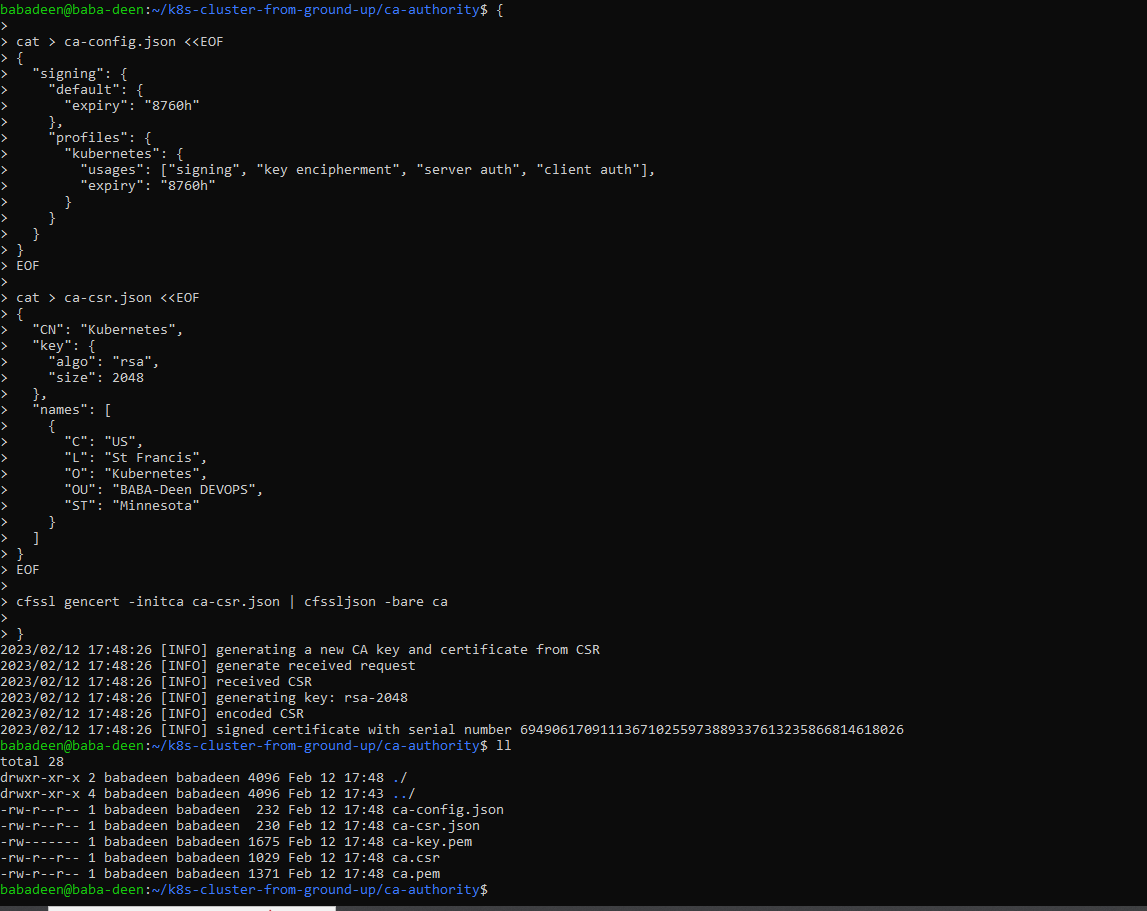 babadeen@baba-deen:~/k8s-cluster-from-ground-up/ca-authority$ {
>
> cat > ca-config.json <<EOF
> {
>   "signing": {
>     "default": {
>       "expiry": "8760h"
>     },
>     "profiles": {
>       "kubernetes": {
>         "usages": ["signing", "key encipherment", "server auth", "client auth"],
>         "expiry": "8760h"
>       }
>     }
>   }
> }
> EOF
>
> cat > ca-csr.json <<EOF
> {
>   "CN": "Kubernetes",
>   "key": {
>     "algo": "rsa",
>     "size": 2048
>   },
>   "names": [
>     {
>       "C": "US",
>       "L": "St Francis",
>       "O": "Kubernetes",
>       "OU": "BABA-Deen DEVOPS",
>       "ST": "Minnesota"
>     }
>   ]
> }
> EOF
>
> cfssl gencert -initca ca-csr.json | cfssljson -bare ca
>
> }
2023/02/12 17:48:26 [INFO] generating a new CA key and certificate from CSR
2023/02/12 17:48:26 [INFO] generate received request
2023/02/12 17:48:26 [INFO] received CSR
2023/02/12 17:48:26 [INFO] generating key: rsa-2048
2023/02/12 17:48:26 [INFO] encoded CSR
2023/02/12 17:48:26 [INFO] signed certificate with serial number 694906170911136710255973889337613235866814618026
babadeen@baba-deen:~/k8s-cluster-from-ground-up/ca-authority$ ll
total 28
drwxr-xr-x 2 babadeen babadeen 4096 Feb 12 17:48 ./
drwxr-xr-x 4 babadeen babadeen 4096 Feb 12 17:43 ../
-rw-r--r-- 1 babadeen babadeen  232 Feb 12 17:48 ca-config.json
-rw-r--r-- 1 babadeen babadeen  230 Feb 12 17:48 ca-csr.json
-rw------- 1 babadeen babadeen 1675 Feb 12 17:48 ca-key.pem
-rw-r--r-- 1 babadeen babadeen 1029 Feb 12 17:48 ca.csr
-rw-r--r-- 1 babadeen babadeen 1371 Feb 12 17:48 ca.pem
babadeen@baba-deen:~/k8s-cluster-from-ground-up/ca-authority$